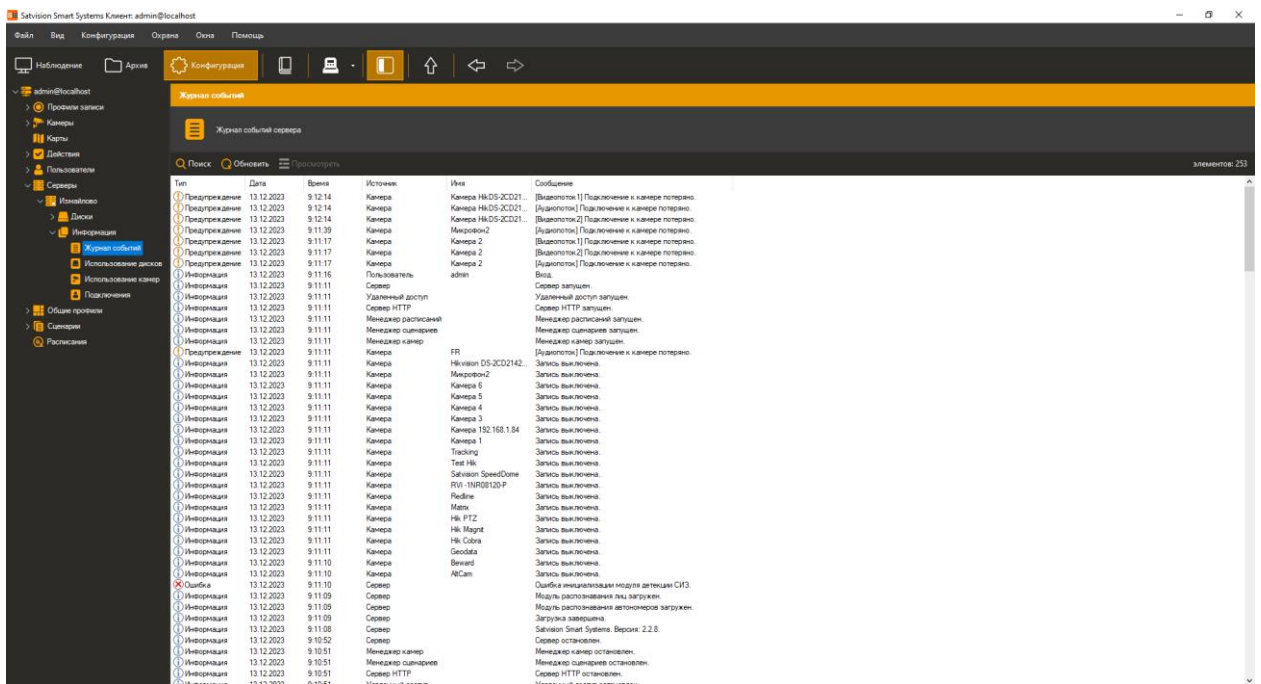 Satvision Smart Systems Клиент: admin@localhost
Файл Вид Конфигурация Охрана Окна Помощь
Наблюдение Архив Конфигурация
admin@localhost
Профили записи
Камеры
Карты
Действия
Пользователи
Серверы
Измайлово
Диски
Информация
Журнал событий
Использование дисков
Использование камер
Подключения
Общие профили
Сценарии
Расписания
Журнал событий
Журнал событий сервера
Поиск Обновить Просмотреть элементов: 253
Тип Дата Время Источник Имя Сообщение
Предупреждение 13.12.2023 9:12:14 Камера Камера HikDS-2CD21... [Видеопоток1] Подключение к камере потеряно.
Предупреждение 13.12.2023 9:12:14 Камера Камера HikDS-2CD21... [Аудиопоток] Подключение к камере потеряно.
Предупреждение 13.12.2023 9:12:14 Камера Камера HikDS-2CD21... [Видеопоток2] Подключение к камере потеряно.
Предупреждение 13.12.2023 9:11:39 Камера Микрофон2 [Аудиопоток] Подключение к камере потеряно.
Предупреждение 13.12.2023 9:11:17 Камера Камера 2 [Видеопоток1] Подключение к камере потеряно.
Предупреждение 13.12.2023 9:11:17 Камера Камера 2 [Видеопоток2] Подключение к камере потеряно.
Предупреждение 13.12.2023 9:11:17 Камера Камера 2 [Аудиопоток] Подключение к камере потеряно.
Информация 13.12.2023 9:11:16 Пользователь admin Вход.
Информация 13.12.2023 9:11:11 Сервер Сервер запущен.
Информация 13.12.2023 9:11:11 Удаленный доступ Удаленный доступ запущен.
Информация 13.12.2023 9:11:11 Сервер HTTP Сервер HTTP запущен.
Информация 13.12.2023 9:11:11 Менеджер расписаний Менеджер расписаний запущен.
Информация 13.12.2023 9:11:11 Менеджер сценариев Менеджер сценариев запущен.
Информация 13.12.2023 9:11:11 Менеджер камер Менеджер камер запущен.
Предупреждение 13.12.2023 9:11:11 Камера FR [Аудиопоток] Подключение к камере потеряно.
Информация 13.12.2023 9:11:11 Камера Hikvision DS-2CD2142... Запись выключена.
Информация 13.12.2023 9:11:11 Камера Микрофон2 Запись выключена.
Информация 13.12.2023 9:11:11 Камера Камера 6 Запись выключена.
Информация 13.12.2023 9:11:11 Камера Камера 5 Запись выключена.
Информация 13.12.2023 9:11:11 Камера Камера 4 Запись выключена.
Информация 13.12.2023 9:11:11 Камера Камера 3 Запись выключена.
Информация 13.12.2023 9:11:11 Камера Камера 192.168.1.84 Запись выключена.
Информация 13.12.2023 9:11:11 Камера Камера 1 Запись выключена.
Информация 13.12.2023 9:11:11 Камера Tracking Запись выключена.
Информация 13.12.2023 9:11:11 Камера Test Hik Запись выключена.
Информация 13.12.2023 9:11:11 Камера Satvision SpeedDome Запись выключена.
Информация 13.12.2023 9:11:11 Камера RVI -1NR08120-P Запись выключена.
Информация 13.12.2023 9:11:11 Камера Redline Запись выключена.
Информация 13.12.2023 9:11:11 Камера Matrix Запись выключена.
Информация 13.12.2023 9:11:11 Камера Hik PTZ Запись выключена.
Информация 13.12.2023 9:11:11 Камера Hik Magnit Запись выключена.
Информация 13.12.2023 9:11:11 Камера Hik Cobra Запись выключена.
Информация 13.12.2023 9:11:11 Камера Geodata Запись выключена.
Информация 13.12.2023 9:11:10 Камера Beward Запись выключена.
Информация 13.12.2023 9:11:10 Камера AltCam Запись выключена.
Ошибка 13.12.2023 9:11:10 Сервер Ошибка инициализации модуля детекции СИЗ.
Информация 13.12.2023 9:11:09 Сервер Модуль распознавания лиц загружен.
Информация 13.12.2023 9:11:09 Сервер Модуль распознавания автономеров загружен.
Информация 13.12.2023 9:11:09 Сервер Загрузка завершена.
Информация 13.12.2023 9:11:08 Сервер Satvision Smart Systems. Версия: 2.2.8.
Информация 13.12.2023 9:10:52 Сервер Сервер остановлен.
Информация 13.12.2023 9:10:51 Менеджер камер Менеджер камер остановлен.
Информация 13.12.2023 9:10:51 Менеджер сценариев Менеджер сценариев остановлен.
Информация 13.12.2023 9:10:51 Сервер HTTP Сервер HTTP остановлен.